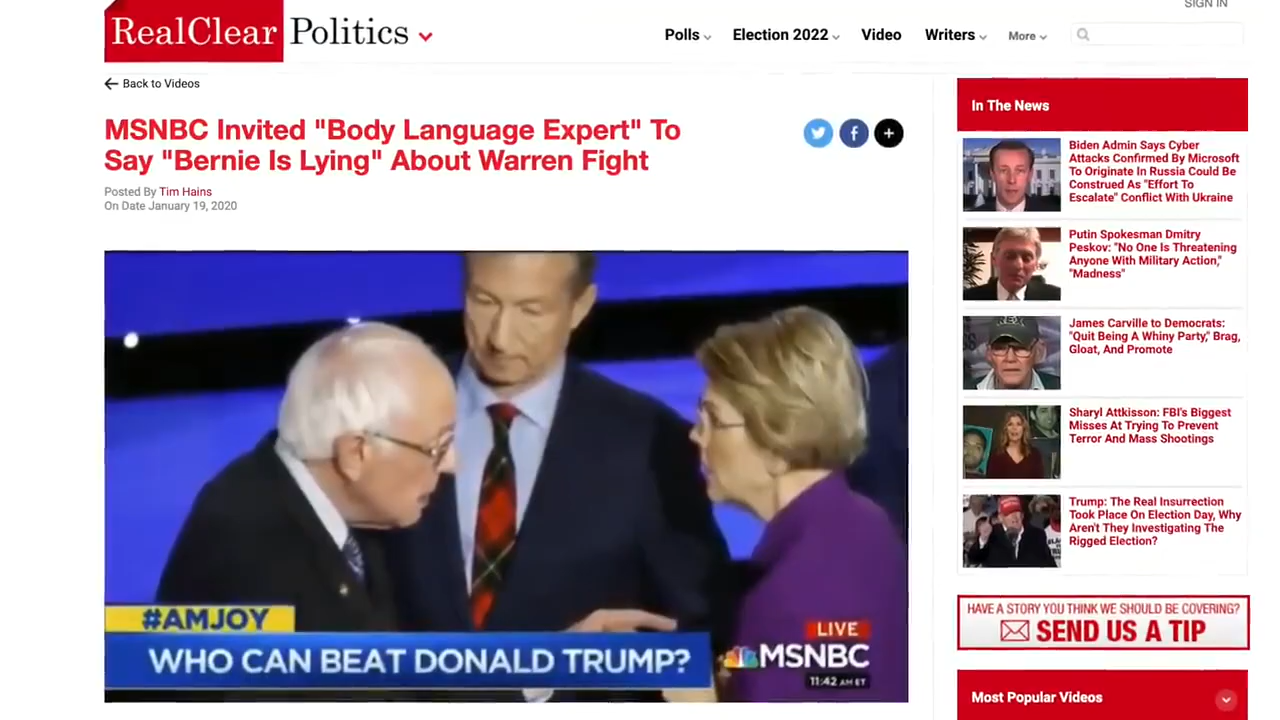 SIGN IN
RealClear Politics
Polls
Election 2022
Video
Writers
More
Back to Videos
MSNBC Invited "Body Language Expert" To
Say "Bernie Is Lying" About Warren Fight
Posted By Tim Hains
On Date January 19, 2020
#AMJOY
WHO CAN BEAT DONALD TRUMP?
LIVE
MSNBC
11:42 AM ET
In The News
Biden Admin Says Cyber
Attacks Confirmed By Microsoft
To Originate In Russia Could Be
Construed As "Effort To
Escalate" Conflict With Ukraine
Putin Spokesman Dmitry
Peskov: "No One Is Threatening
Anyone With Military Action,"
"Madness"
James Carville to Democrats:
"Quit Being A Whiny Party," Brag,
Gloat, And Promote
Sharyl Attkisson: FBI's Biggest
Misses At Trying To Prevent
Terror And Mass Shootings
Trump: The Real Insurrection
Took Place On Election Day, Why
Aren't They Investigating The
Rigged Election?
HAVE A STORY YOU THINK WE SHOULD BE COVERING?
SEND US A TIP
Most Popular Videos